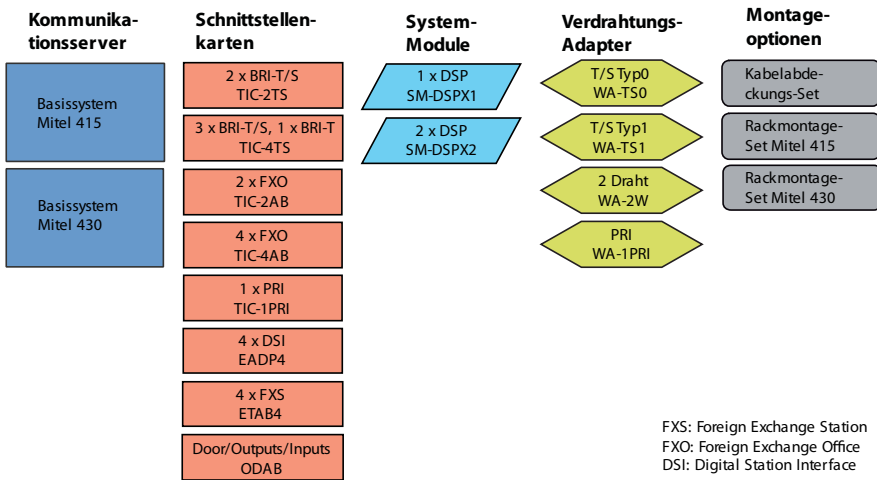 Kommunika-
tionsserver
Basissystem
Mitel 415
Basissystem
Mitel 430
Schnittstellen-
karten
2 x BRI-T/S
TIC-2TS
3 x BRI-T/S, 1 x BRI-T
TIC-4TS
2 x FXO
TIC-2AB
4 x FXO
TIC-4AB
1 x PRI
TIC-1PRI
4 x DSI
EADP4
4 x FXS
ETAB4
Door/Outputs/Inputs
ODAB
System-
Module
1 x DSP
SM-DSPX1
2 x DSP
SM-DSPX2
Verdrahtungs-
Adapter
T/S Typ0
WA-TS0
T/S Typ1
WA-TS1
2 Draht
WA-2W
PRI
WA-1PRI
Montage-
optionen
Kabelabde-
ckungs-Set
Rackmontage-
Set Mitel 415
Rackmontage-
Set Mitel 430
FXS: Foreign Exchange Station
FXO: Foreign Exchange Office
DSI: Digital Station Interface